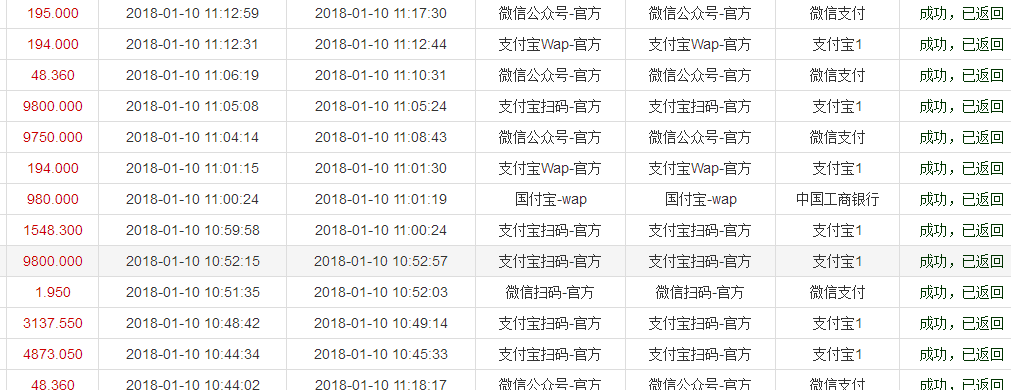 195.000 2018-01-10 11:12:59 2018-01-10 11:17:30 微信公众号-官方 微信公众号-官方 微信支付 成功，已返回
194.000 2018-01-10 11:12:31 2018-01-10 11:12:44 支付宝Wap-官方 支付宝Wap-官方 支付宝1 成功，已返回
48.360 2018-01-10 11:06:19 2018-01-10 11:10:31 微信公众号-官方 微信公众号-官方 微信支付 成功，已返回
9800.000 2018-01-10 11:05:08 2018-01-10 11:05:24 支付宝扫码-官方 支付宝扫码-官方 支付宝1 成功，已返回
9750.000 2018-01-10 11:04:14 2018-01-10 11:08:43 微信公众号-官方 微信公众号-官方 微信支付 成功，已返回
194.000 2018-01-10 11:01:15 2018-01-10 11:01:30 支付宝Wap-官方 支付宝Wap-官方 支付宝1 成功，已返回
980.000 2018-01-10 11:00:24 2018-01-10 11:01:19 国付宝-wap 国付宝-wap 中国工商银行 成功，已返回
1548.300 2018-01-10 10:59:58 2018-01-10 11:00:24 支付宝扫码-官方 支付宝扫码-官方 支付宝1 成功，已返回
9800.000 2018-01-10 10:52:15 2018-01-10 10:52:57 支付宝扫码-官方 支付宝扫码-官方 支付宝1 成功，已返回
1.950 2018-01-10 10:51:35 2018-01-10 10:52:03 微信扫码-官方 微信扫码-官方 微信支付 成功，已返回
3137.550 2018-01-10 10:48:42 2018-01-10 10:49:14 支付宝扫码-官方 支付宝扫码-官方 支付宝1 成功，已返回
4873.050 2018-01-10 10:44:34 2018-01-10 10:45:33 支付宝扫码-官方 支付宝扫码-官方 支付宝1 成功，已返回
48.360 2018-01-10 10:44:02 2018-01-10 11:18:17 微信公众号-官方 微信公众号-官方 微信支付 成功，已返回